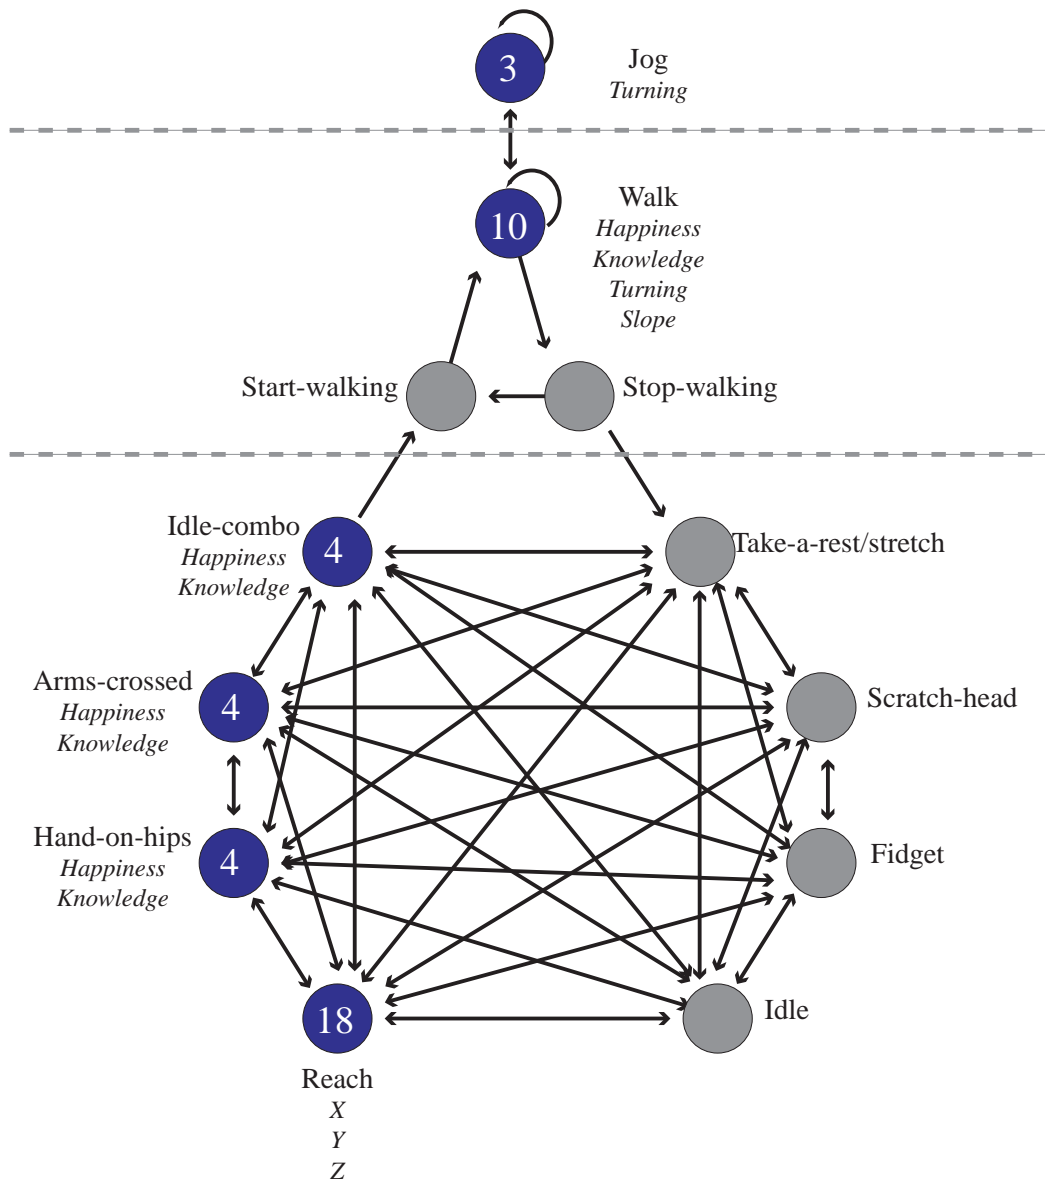 3
Jog
Turning
10
Walk
Happiness
Knowledge
Turning
Slope
Start-walking
Stop-walking
Idle-combo
Happiness
Knowledge
4
Take-a-rest/stretch
Arms-crossed
Happiness
Knowledge
4
Scratch-head
Hand-on-hips
Happiness
Knowledge
4
Fidget
18
Idle
Reach
X
Y
Z